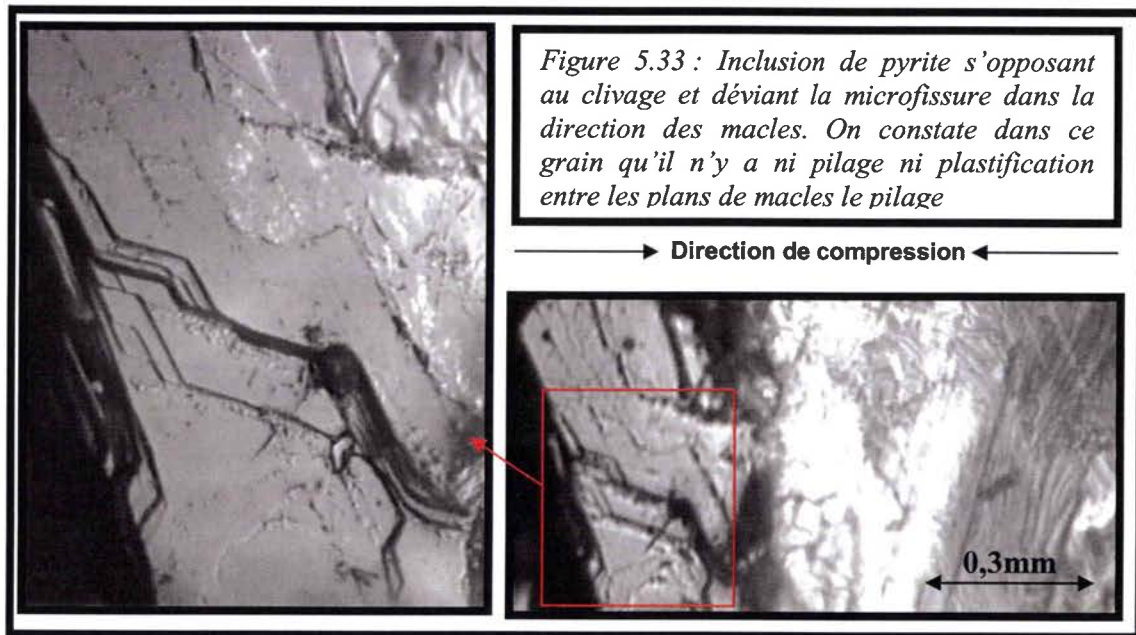 Figure 5.33 : Inclusion de pyrite s'opposant
au clivage et déviant la microfissure dans la
direction des macles. On constate dans ce
grain qu'il n'y a ni pilage ni plastification
entre les plans de macles le pilage
Direction de compression
0,3mm